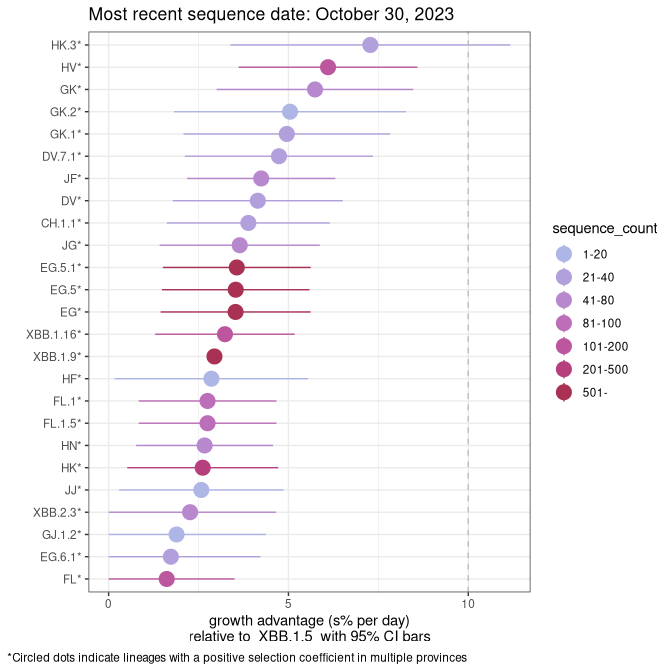 Most recent sequence date: October 30, 2023
HK.3*
HV*
GK*
GK.2*
GK.1*
DV.7.1*
JF*
DV*
CH.1.1*
JG*
EG.5.1*
EG.5*
EG*
XBB.1.16*
XBB.1.9*
HF*
FL.1*
FL.1.5*
HN*
HK*
JJ*
XBB.2.3*
GJ.1.2*
EG.6.1*
FL*
0 5 10
growth advantage (s% per day)
relative to XBB.1.5 with 95% CI bars
sequence_count
1-20
21-40
41-80
81-100
101-200
201-500
501-
*Circled dots indicate lineages with a positive selection coefficient in multiple provinces